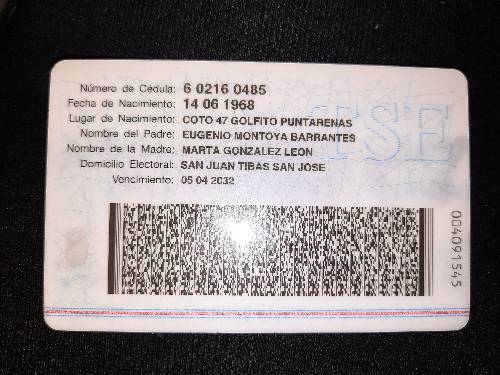 Número de Cédula: 6 0216 0485
Fecha de Nacimiento: 14 06 1968
Lugar de Nacimiento: COTO 47 GOLFITO PUNTARENAS
Nombre del Padre: EUGENIO MONTOYA BARRANTES
Nombre de la Madre: MARTA GONZALEZ LEON
Domicilio Electoral: SAN JUAN TIBAS SAN JOSE
Vencimiento: 05 04 2032
TSE
004091545